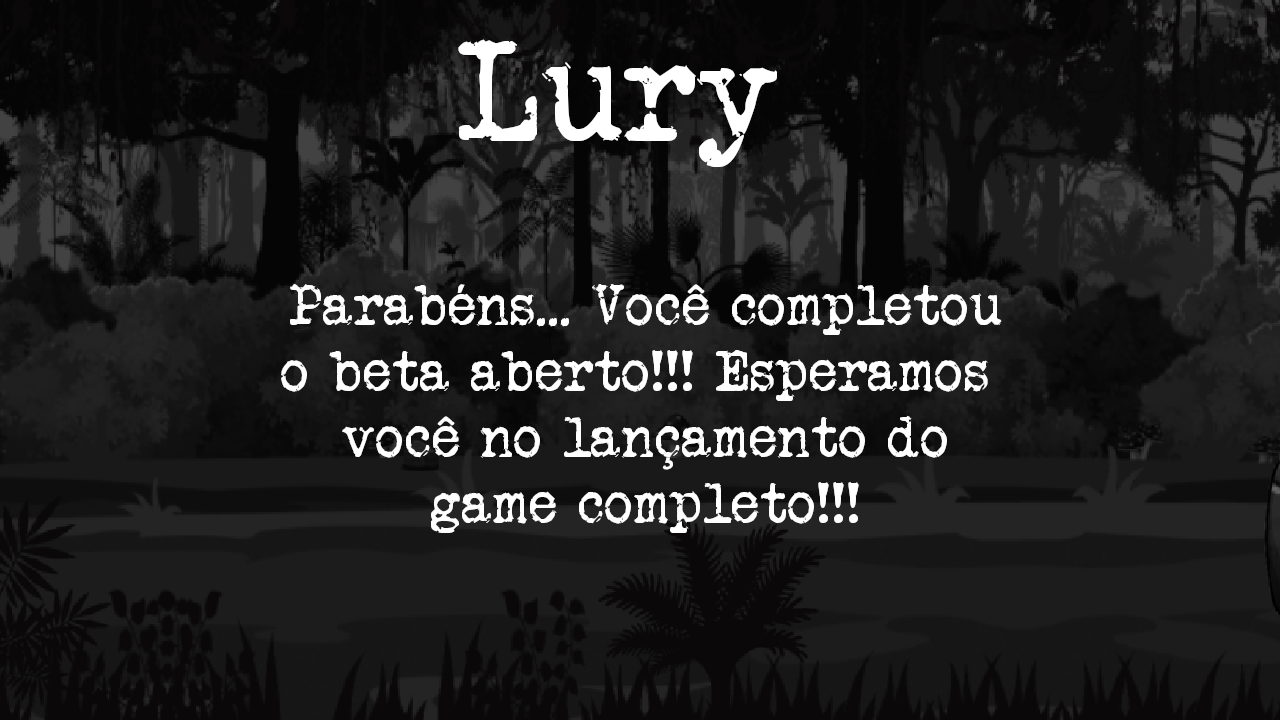 Lury
Parabéns... Você completou
o beta aberto!!! Esperamos
você no lançamento do
game completo!!!